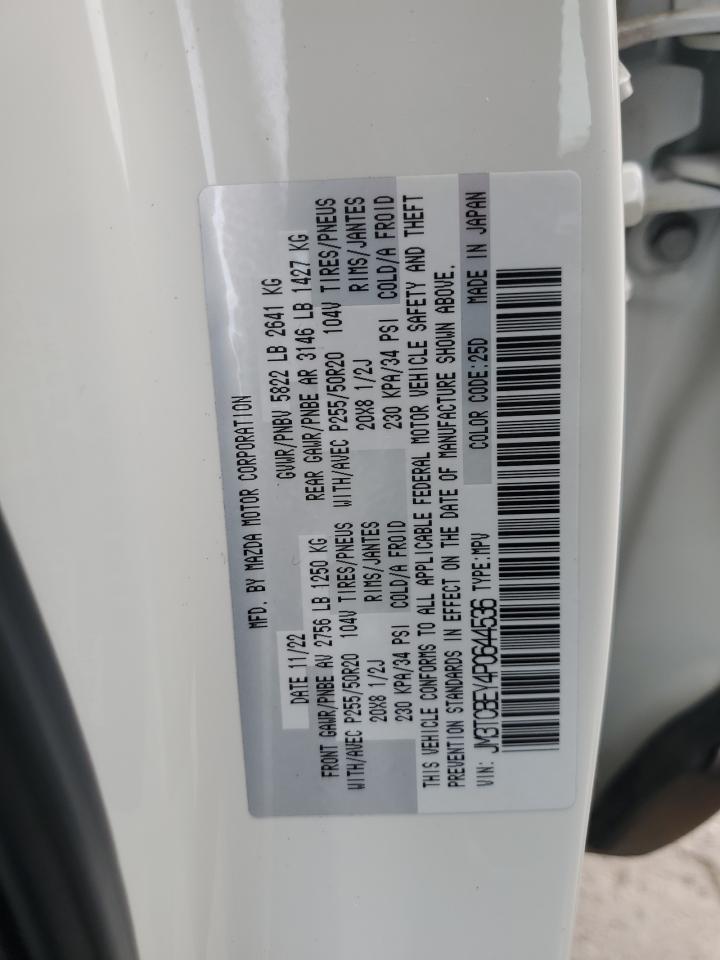 MFD. BY MAZDA MOTOR CORPORATION
DATE 11/22 GVWR/PNBV 5822 LB 2641 KG
FRONT GAWR/PNBE AV 2756 LB 1250 KG REAR GAWR/PNBE AR 3146 LB 1427 KG
WITH/AVEC P255/50R20 104V TIRES/PNEUS WITH/AVEC P255/50R20 104V TIRES/PNEUS
20X8 1/2J RIMS/JANTES 20X8 1/2J RIMS/JANTES
230 KPA/34 PSI COLD/A FROID 230 KPA/34 PSI COLD/A FROID
THIS VEHICLE CONFORMS TO ALL APPLICABLE FEDERAL MOTOR VEHICLE SAFETY AND THEFT
PREVENTION STANDARDS IN EFFECT ON THE DATE OF MANUFACTURE SHOWN ABOVE.
VIN: JM3TCBEY4P0644536 TYPE:MPV COLOR CODE:25D MADE IN JAPAN